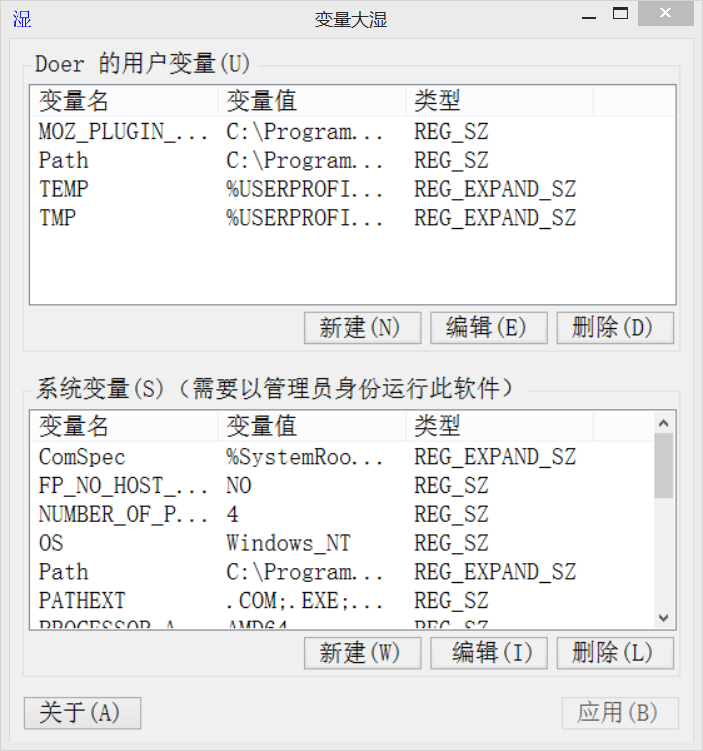 湿 变量大湿
Doer 的用户变量(U)
变量名 变量值 类型
MOZ_PLUGIN_... C:\Program... REG_SZ
Path C:\Program... REG_SZ
TEMP %USERPROFI... REG_EXPAND_SZ
TMP %USERPROFI... REG_EXPAND_SZ
新建(N) 编辑(E) 删除(D)
系统变量(S)（需要以管理员身份运行此软件）
变量名 变量值 类型
ComSpec %SystemRoo... REG_EXPAND_SZ
FP_NO_HOST_... NO REG_SZ
NUMBER_OF_P... 4 REG_SZ
OS Windows_NT REG_SZ
Path C:\Program... REG_EXPAND_SZ
PATHEXT .COM;.EXE;... REG_SZ
PROCESSOR_A... AMD64 REG_SZ
新建(W) 编辑(I) 删除(L)
关于(A) 应用(B)